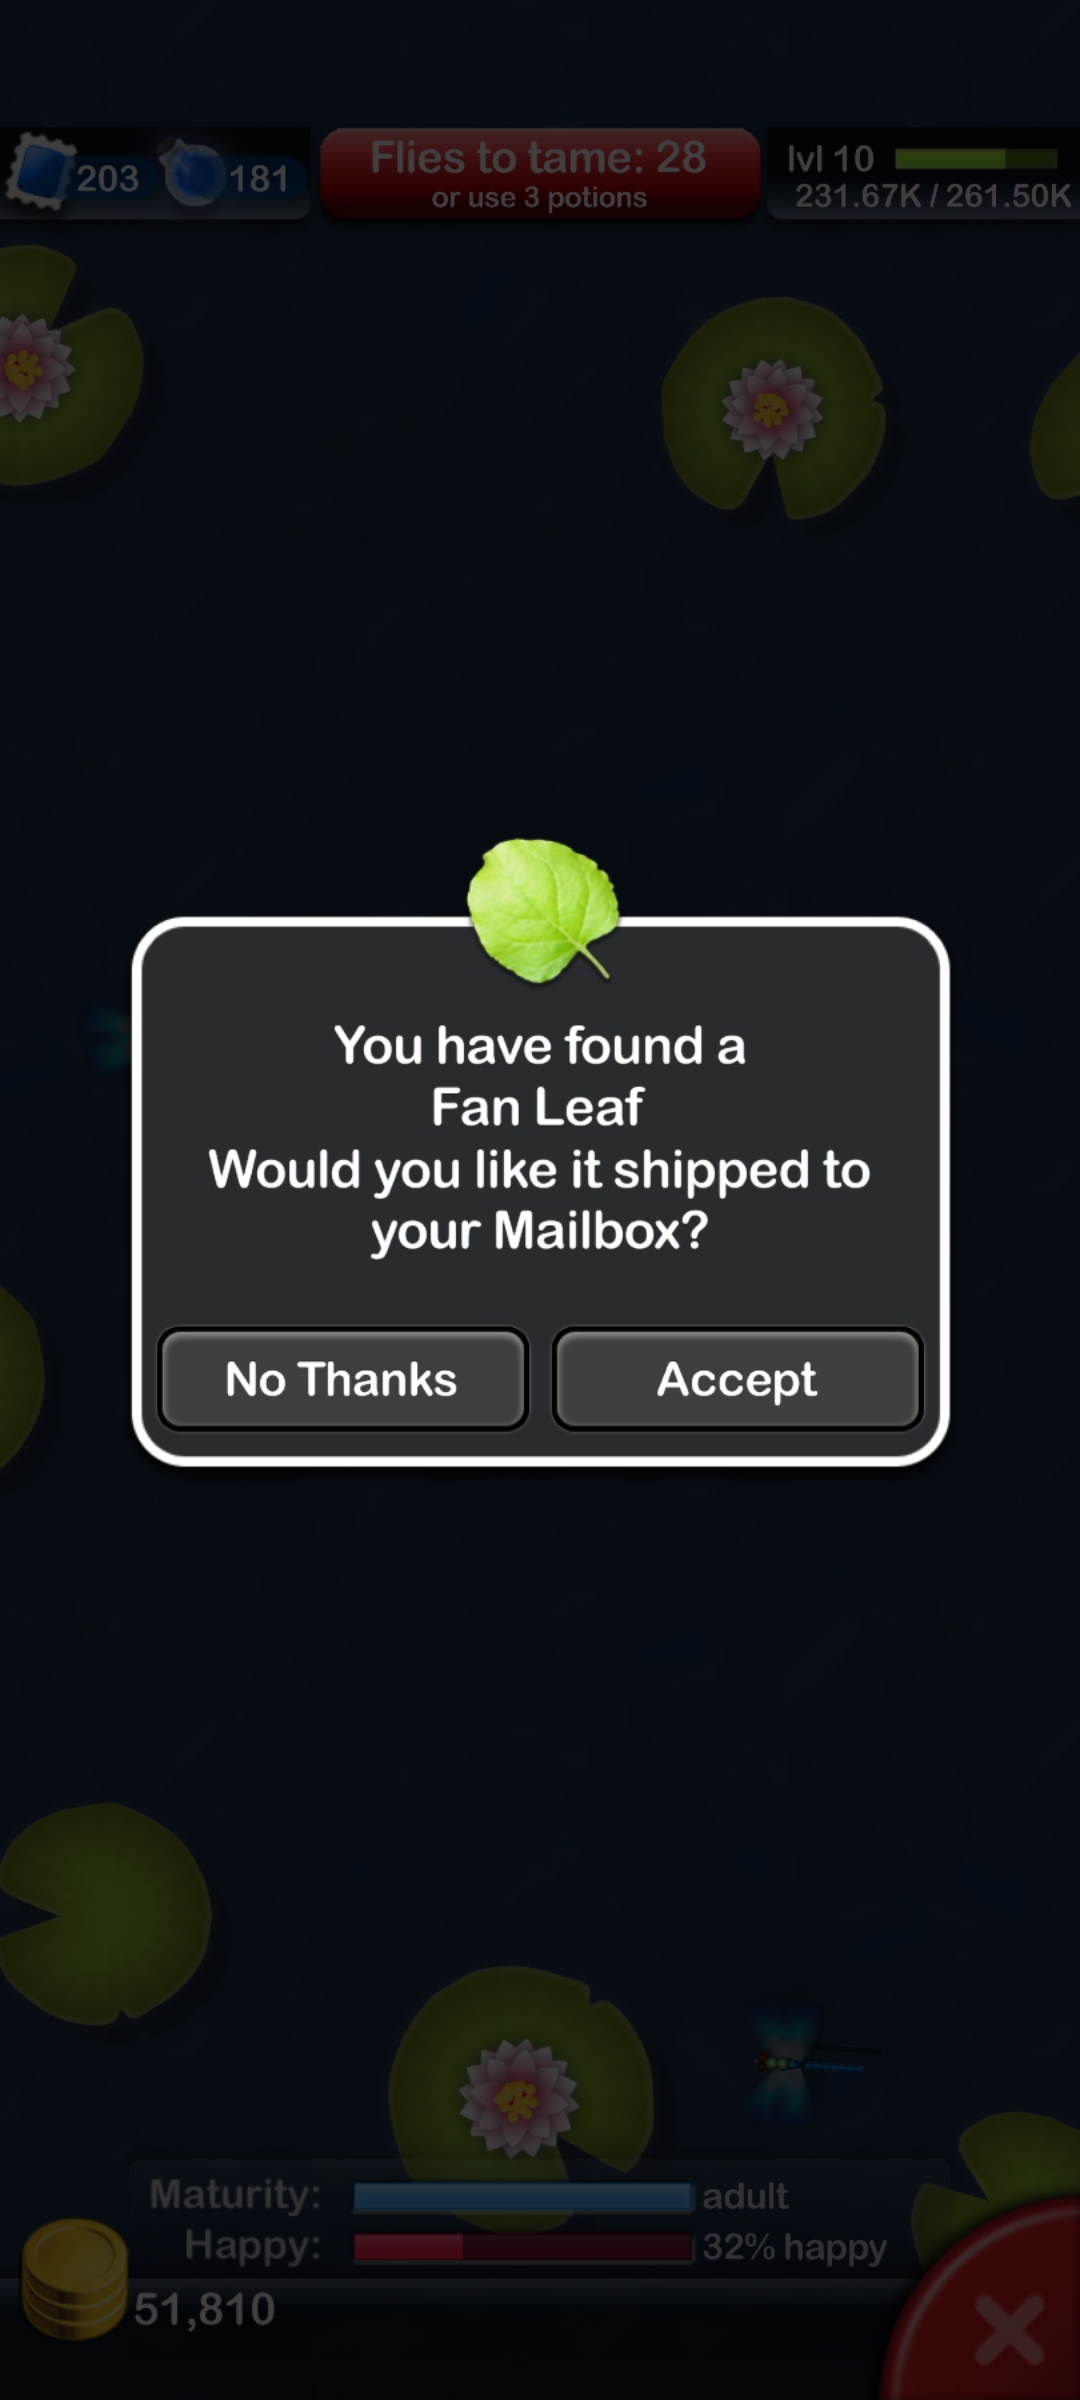 203
181
Flies to tame: 28
or use 3 potions
lvl 10
231.67K / 261.50K
You have found a
Fan Leaf
Would you like it shipped to
your Mailbox?
No Thanks
Accept
Maturity:
adult
Happy:
32% happy
51,810